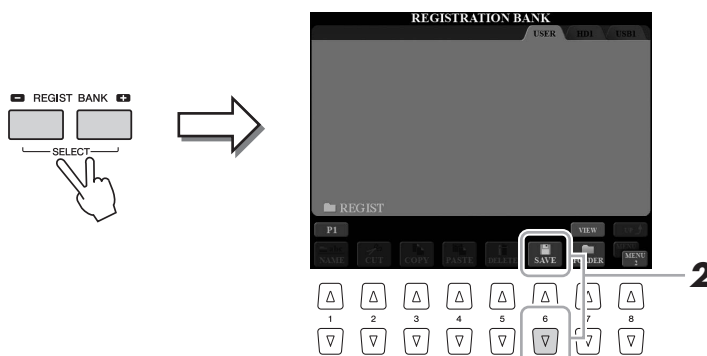 REGISTRATION BANK
USER HD1 USB1
REGIST BANK
SELECT
REGIST
P1 VIEW UP
NAME CUT COPY PASTE DELETE SAVE FOLDER MENU 2
2
1 2 3 4 5 6 7 8